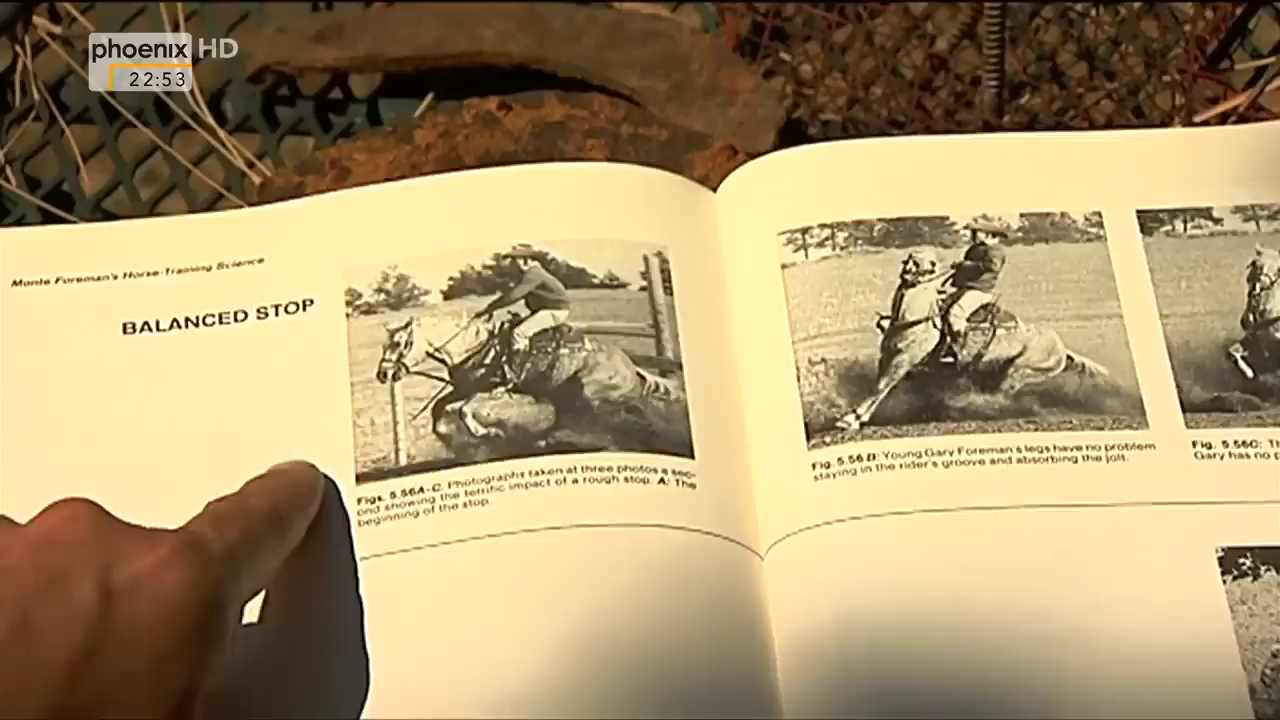 phoenix HD
22:53
Monte Foreman's Horse-Training Science
BALANCED STOP
Figs. 5.56A–C. Photographs taken at three photos a sec-
ond showing the terrific impact of a rough stop. A: The
beginning of the stop.
Fig. 5.56B: Young Gary Foreman's legs have no problem
staying in the rider's groove and absorbing the jolt.
Fig. 5.56C:
Gary has no